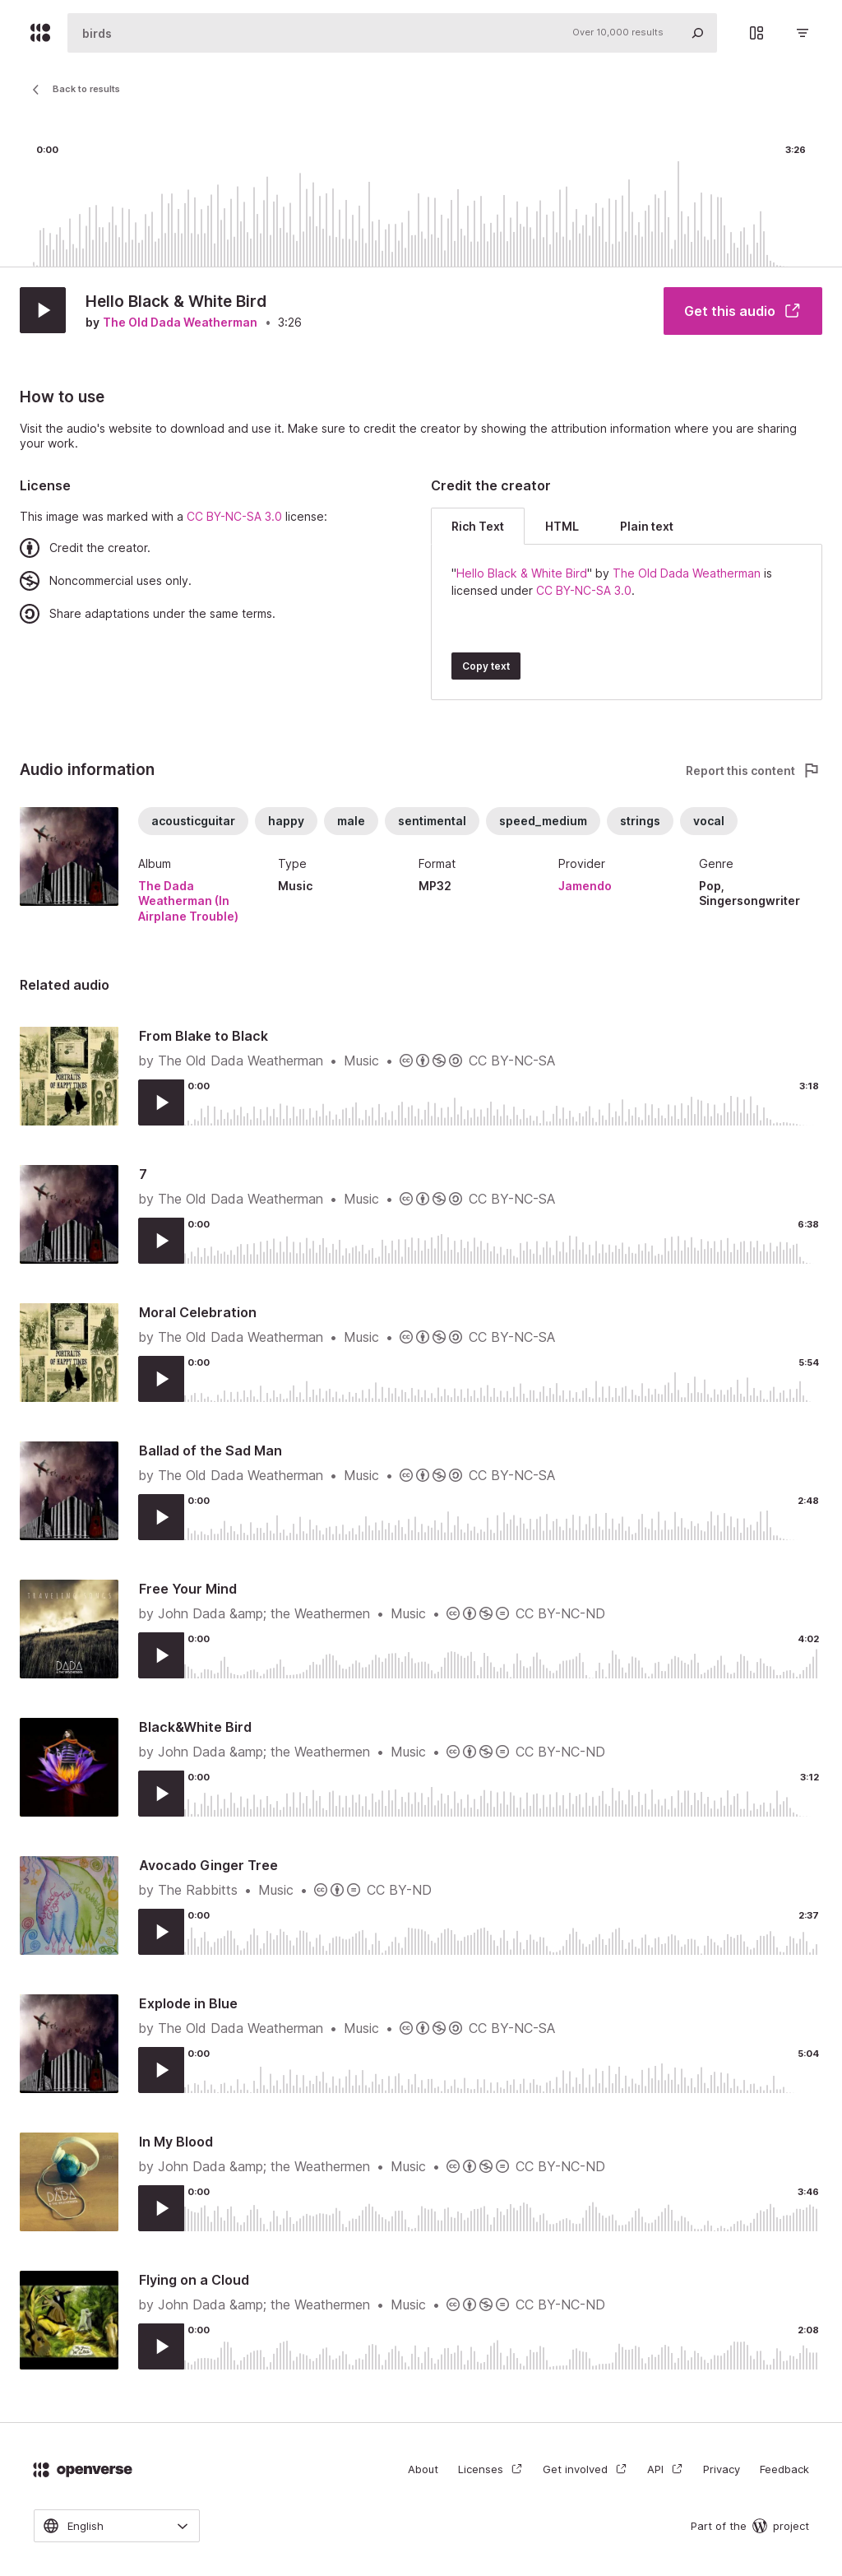 birds
Over 10,000 results
Back to results
0:00
3:26
Hello Black & White Bird
by The Old Dada Weatherman • 3:26
Get this audio
How to use
Visit the audio's website to download and use it. Make sure to credit the creator by showing the attribution information where you are sharing
your work.
License
This image was marked with a CC BY-NC-SA 3.0 license:
Credit the creator.
Noncommercial uses only.
Share adaptations under the same terms.
Credit the creator
Rich Text
HTML
Plain text
"Hello Black & White Bird" by The Old Dada Weatherman is
licensed under CC BY-NC-SA 3.0.
Copy text
Audio information
Report this content
acousticguitar
happy
male
sentimental
speed_medium
strings
vocal
Album
The Dada
Weatherman (In
Airplane Trouble)
Type
Music
Format
MP32
Provider
Jamendo
Genre
Pop,
Singersongwriter
Related audio
PORTRAITS
OF HAPPY TIMES
From Blake to Black
by The Old Dada Weatherman • Music • CC BY-NC-SA
0:00
3:18
7
by The Old Dada Weatherman • Music • CC BY-NC-SA
0:00
6:38
PORTRAITS
OF HAPPY TIMES
Moral Celebration
by The Old Dada Weatherman • Music • CC BY-NC-SA
0:00
5:54
Ballad of the Sad Man
by The Old Dada Weatherman • Music • CC BY-NC-SA
0:00
2:48
DADA
Free Your Mind
by John Dada &amp; the Weathermen • Music • CC BY-NC-ND
0:00
4:02
Black&White Bird
by John Dada &amp; the Weathermen • Music • CC BY-NC-ND
0:00
3:12
Avocado Ginger Tree
by The Rabbitts • Music • CC BY-ND
0:00
2:37
Explode in Blue
by The Old Dada Weatherman • Music • CC BY-NC-SA
0:00
5:04
DADA
In My Blood
by John Dada &amp; the Weathermen • Music • CC BY-NC-ND
0:00
3:46
Flying on a Cloud
by John Dada &amp; the Weathermen • Music • CC BY-NC-ND
0:00
2:08
openverse
About
Licenses
Get involved
API
Privacy
Feedback
English
Part of the W project